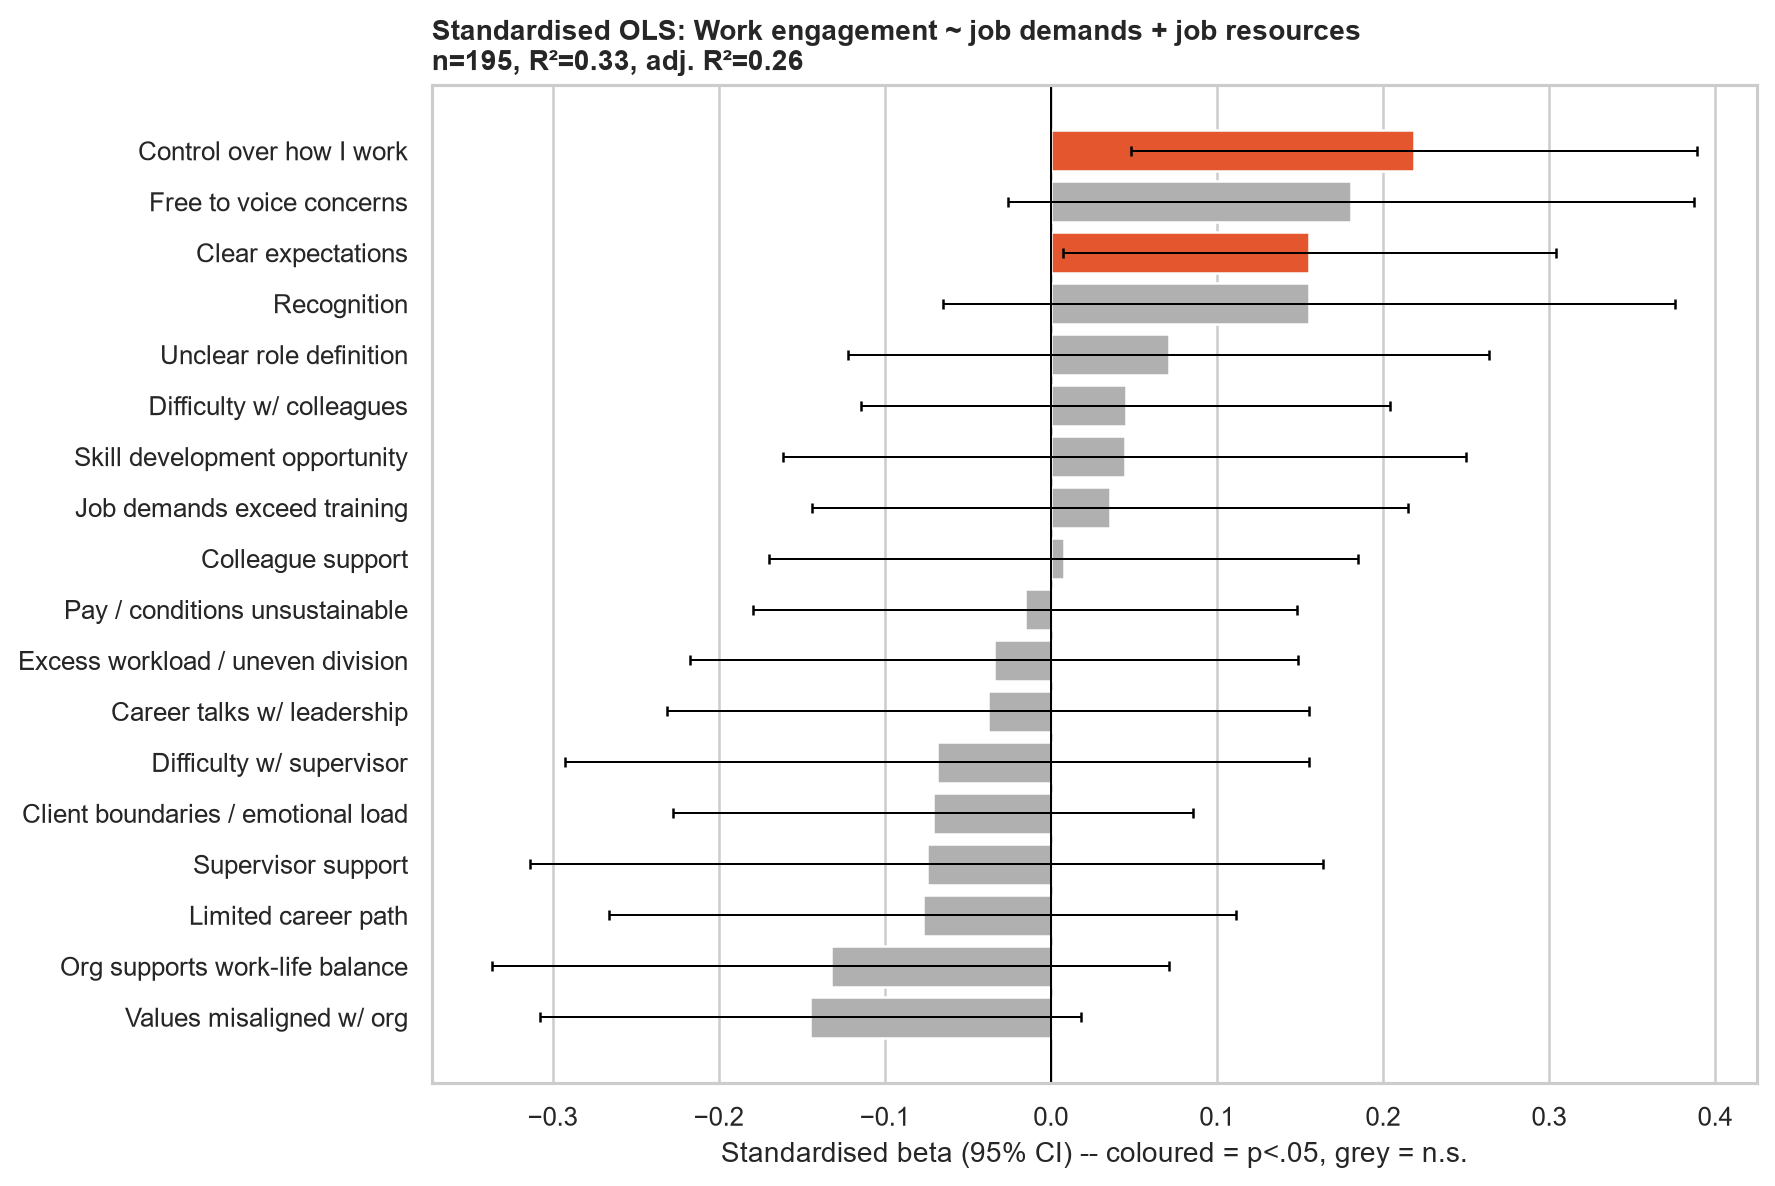 Standardised OLS: Work engagement ~ job demands + job resources
n=195, R²=0.33, adj. R²=0.26
Control over how I work
Free to voice concerns
Clear expectations
Recognition
Unclear role definition
Difficulty w/ colleagues
Skill development opportunity
Job demands exceed training
Colleague support
Pay / conditions unsustainable
Excess workload / uneven division
Career talks w/ leadership
Difficulty w/ supervisor
Client boundaries / emotional load
Supervisor support
Limited career path
Org supports work-life balance
Values misaligned w/ org
−0.3 −0.2 −0.1 0.0 0.1 0.2 0.3 0.4
Standardised beta (95% CI) -- coloured = p<.05, grey = n.s.